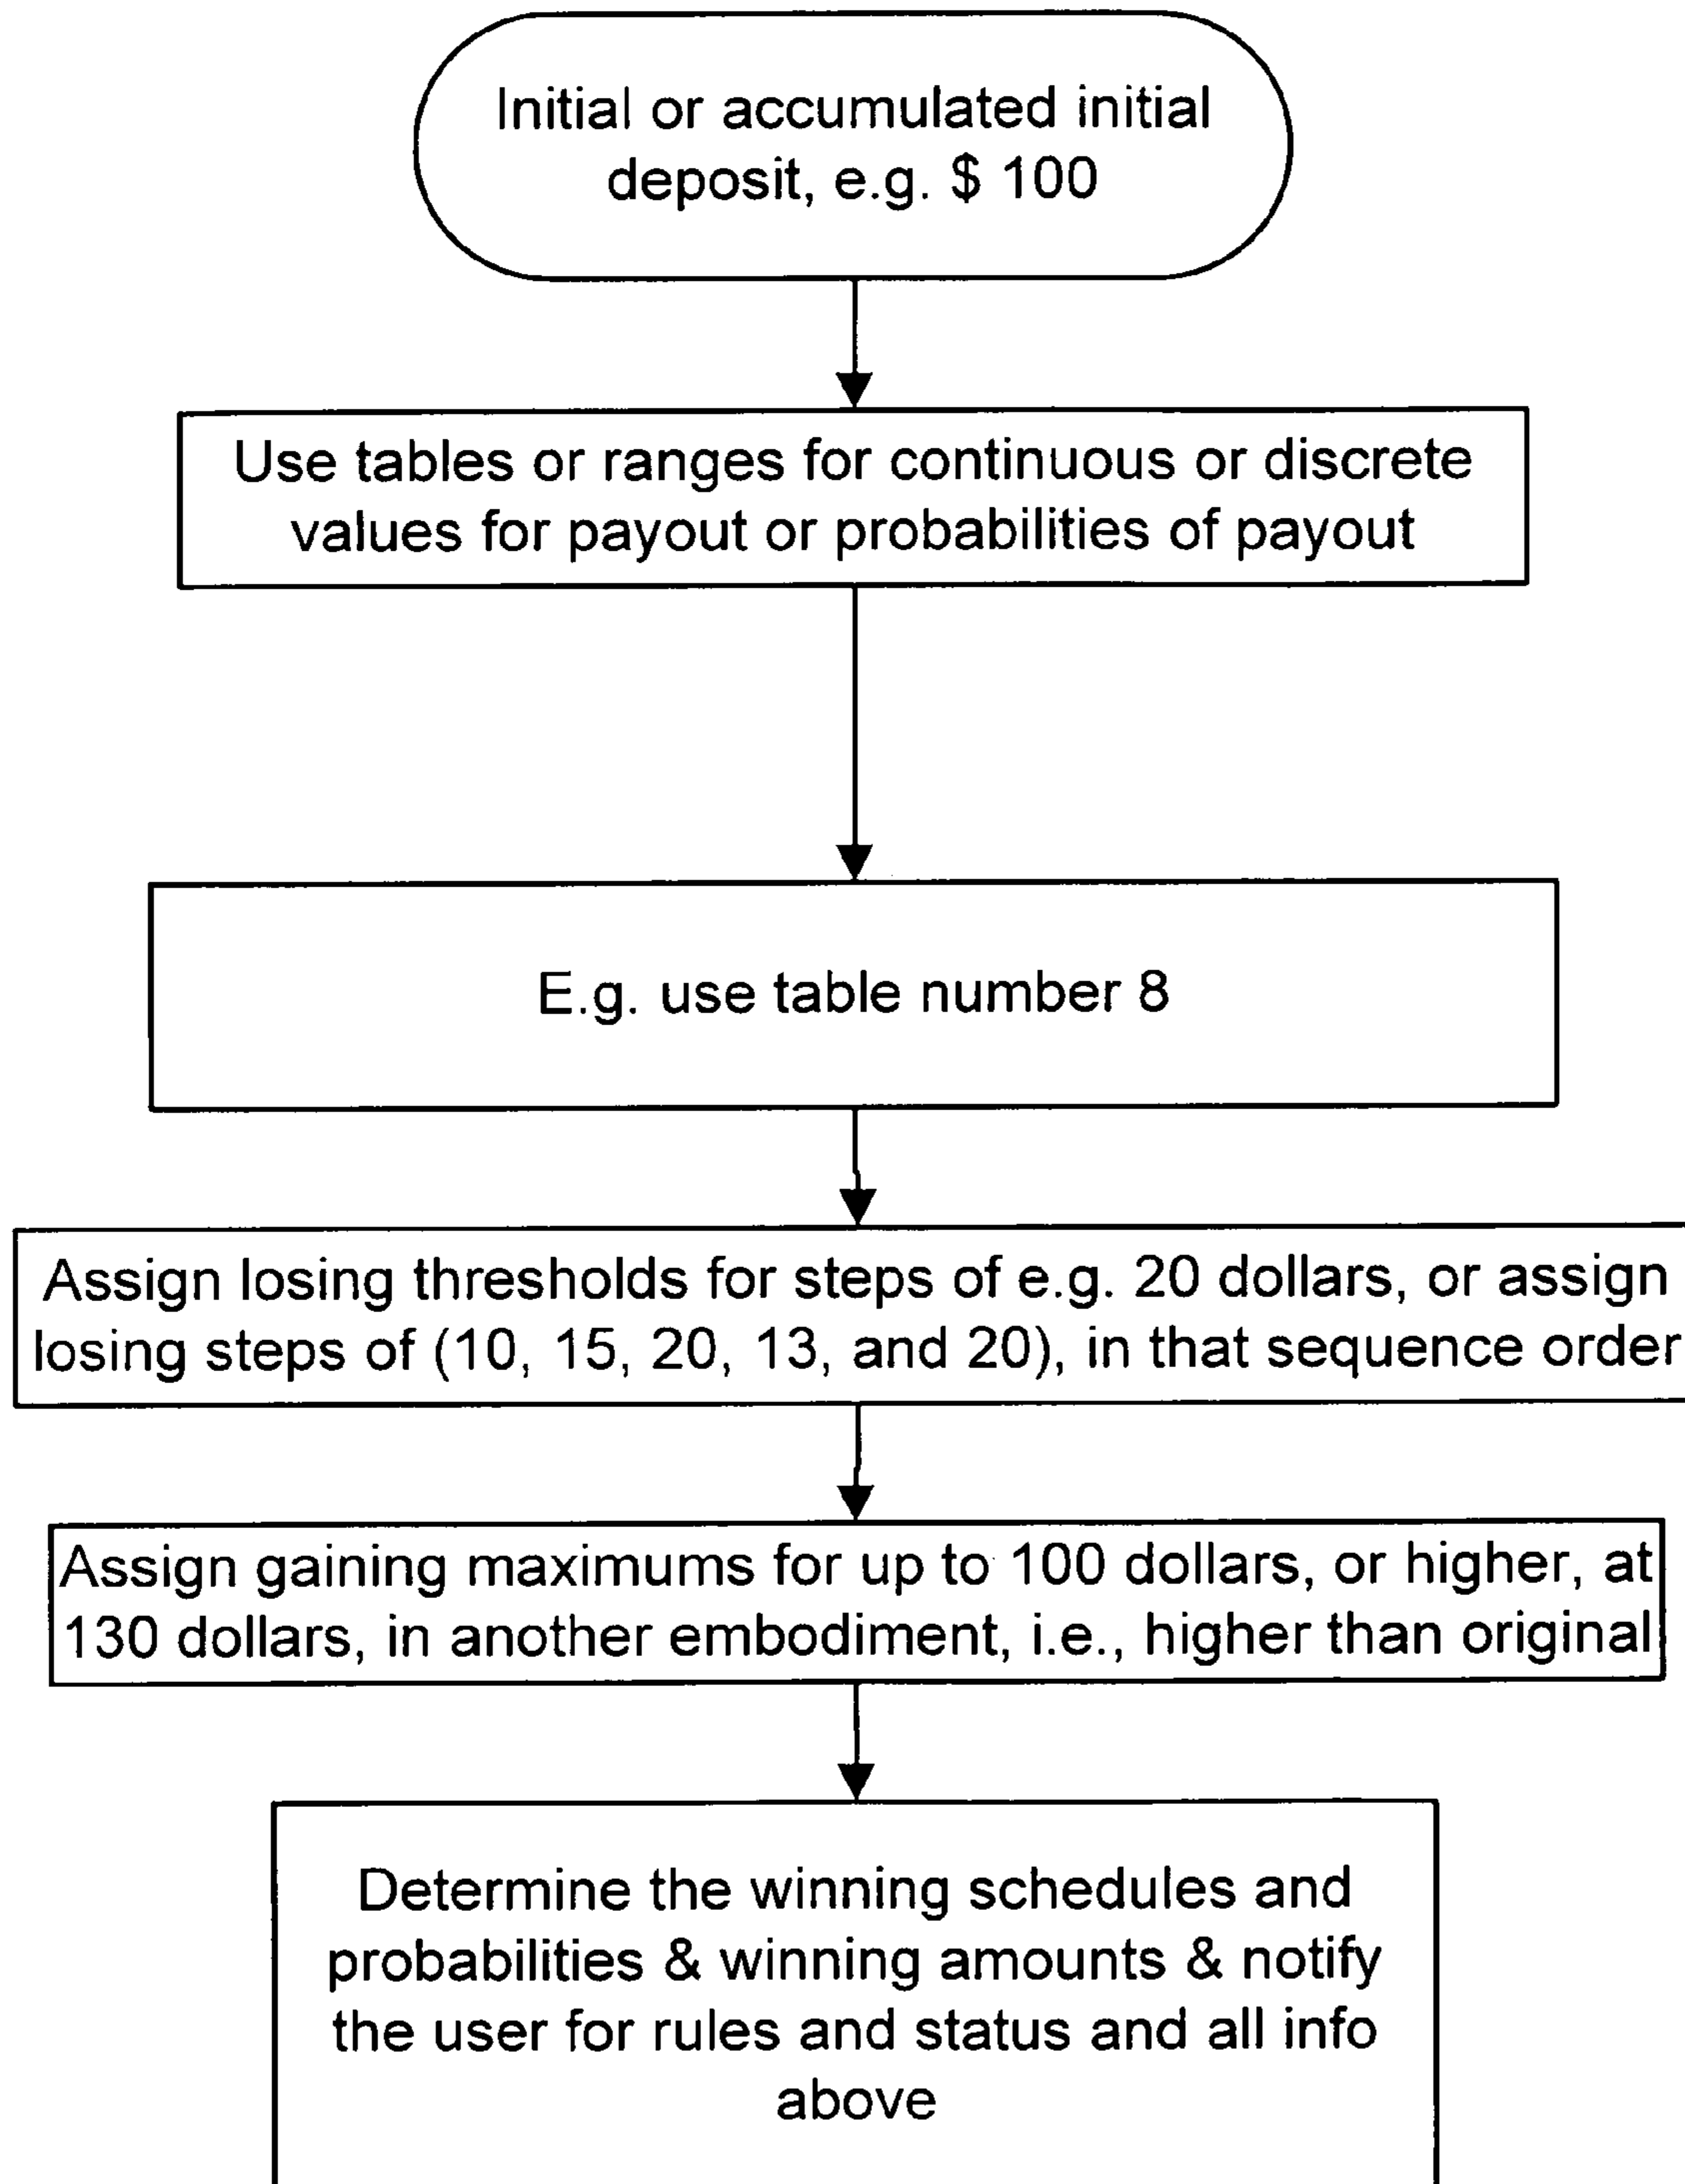 Initial or accumulated initial
deposit, e.g. $ 100
Use tables or ranges for continuous or discrete
values for payout or probabilities of payout
E.g. use table number 8
Assign losing thresholds for steps of e.g. 20 dollars, or assign
losing steps of (10, 15, 20, 13, and 20), in that sequence order
Assign gaining maximums for up to 100 dollars, or higher, at
130 dollars, in another embodiment, i.e., higher than original
Determine the winning schedules and
probabilities & winning amounts & notify
the user for rules and status and all info
above